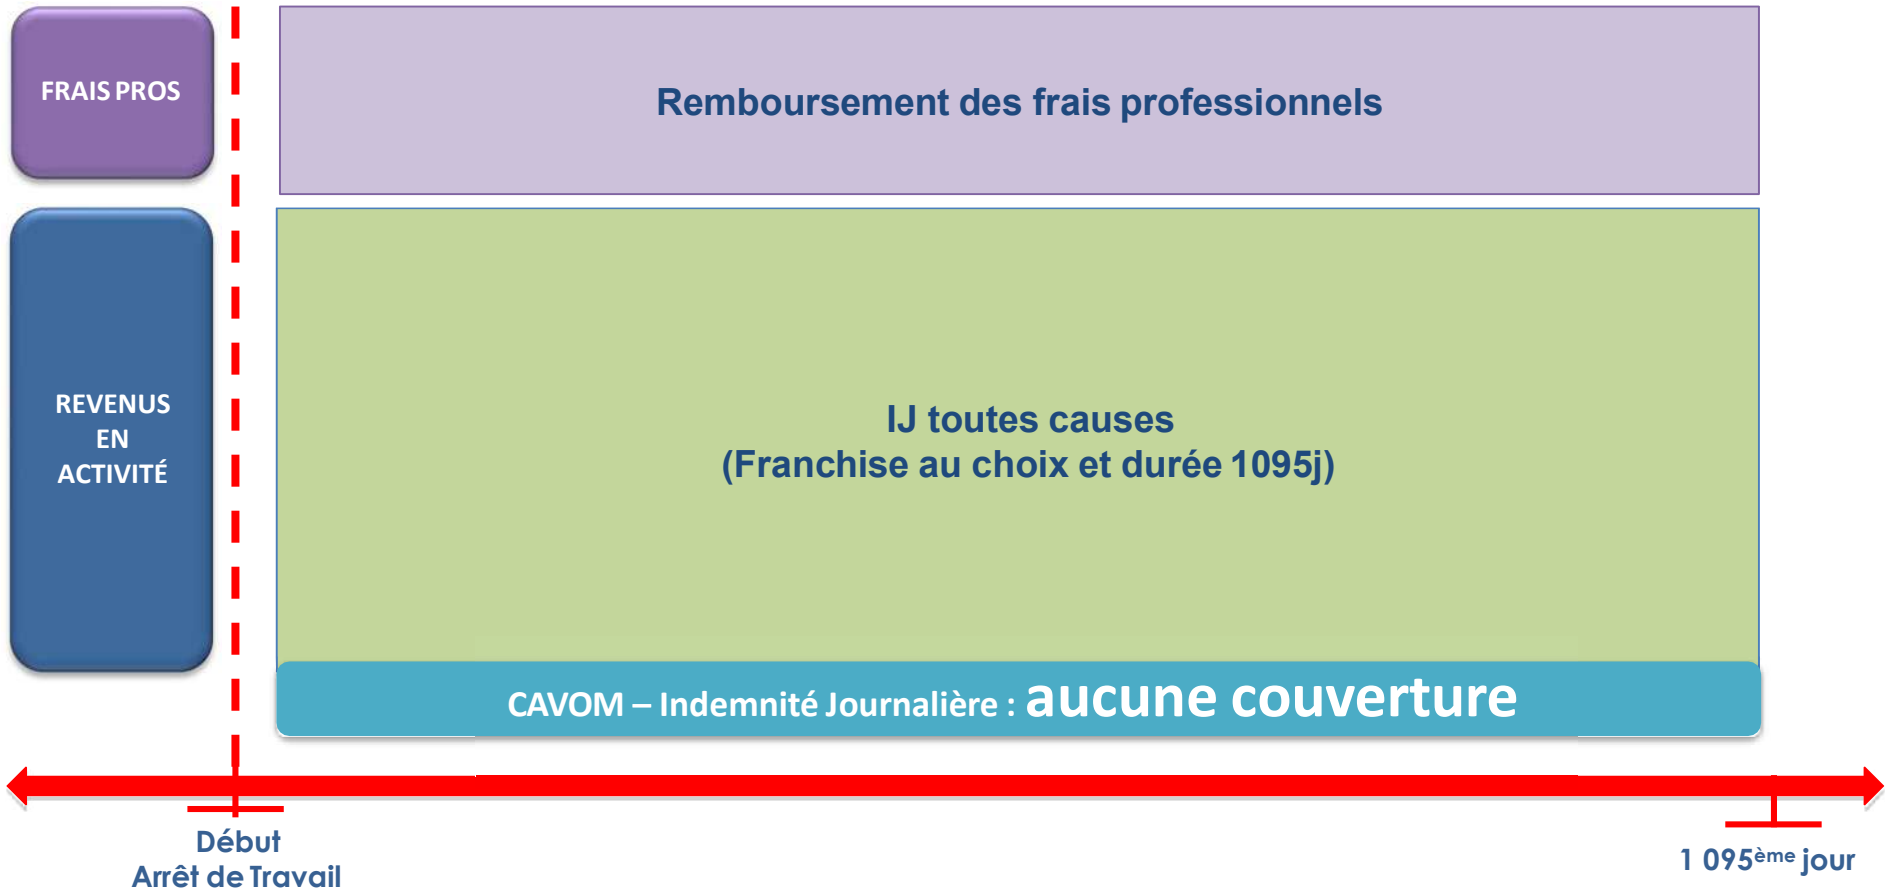 FRAIS PROS
Remboursement des frais professionnels
REVENUS
EN
ACTIVITÉ
IJ toutes causes
(Franchise au choix et durée 1095j)
CAVOM – Indemnité Journalière : aucune couverture
Début
Arrêt de Travail
1 095ème jour